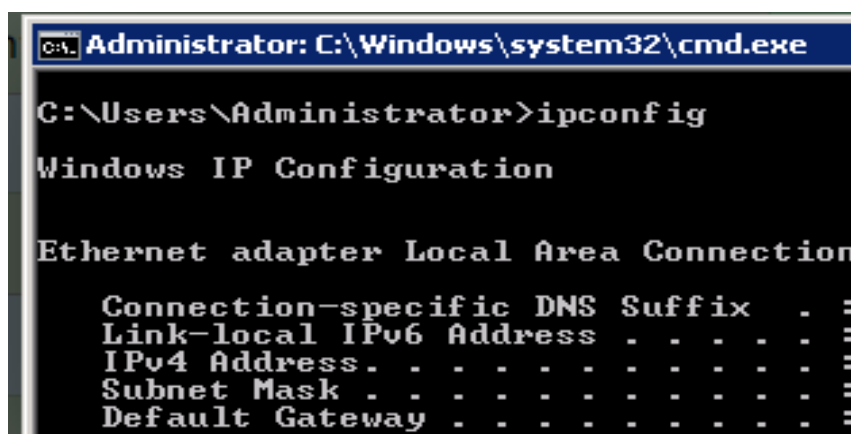 Administrator: C:\Windows\system32\cmd.exe
C:\Users\Administrator>ipconfig
Windows IP Configuration
Ethernet adapter Local Area Connection
Connection-specific DNS Suffix . :
Link-local IPv6 Address . . . . . :
IPv4 Address. . . . . . . . . . . :
Subnet Mask . . . . . . . . . . . :
Default Gateway . . . . . . . . . :